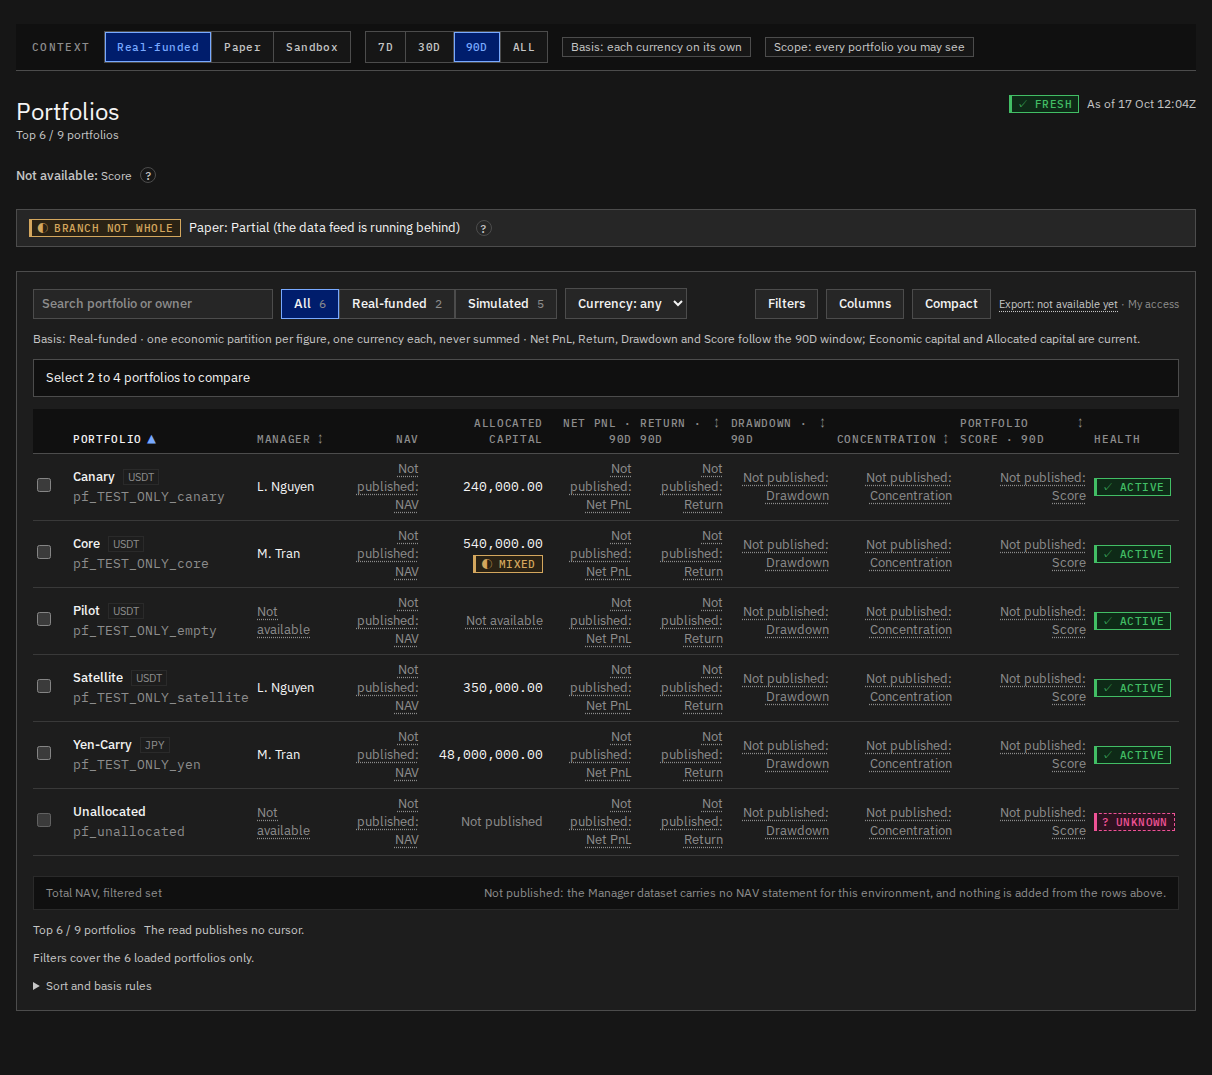 CONTEXT Real-funded Paper Sandbox 7D 30D 90D ALL Basis: each currency on its own Scope: every portfolio you may see
Portfolios
✓ FRESH As of 17 Oct 12:04Z
Top 6 / 9 portfolios
Not available: Score ?
BRANCH NOT WHOLE Paper: Partial (the data feed is running behind) ?
Search portfolio or owner All 6 Real-funded 2 Simulated 5 Currency: any Filters Columns Compact Export: not available yet · My access
Basis: Real-funded · one economic partition per figure, one currency each, never summed · Net PnL, Return, Drawdown and Score follow the 90D window; Economic capital and Allocated capital are current.
Select 2 to 4 portfolios to compare
PORTFOLIO ▲ MANAGER ↕ NAV ALLOCATED CAPITAL NET PNL · 90D RETURN · 90D ↕ DRAWDOWN · 90D ↕ CONCENTRATION ↕ PORTFOLIO SCORE · 90D ↕ HEALTH
Canary USDT pf_TEST_ONLY_canary L. Nguyen Not published: NAV 240,000.00 Not published: Net PnL Not published: Return Not published: Drawdown Not published: Concentration Not published: Score ✓ ACTIVE
Core USDT pf_TEST_ONLY_core M. Tran Not published: NAV 540,000.00 MIXED Not published: Net PnL Not published: Return Not published: Drawdown Not published: Concentration Not published: Score ✓ ACTIVE
Pilot USDT pf_TEST_ONLY_empty Not available Not published: NAV Not available Not published: Net PnL Not published: Return Not published: Drawdown Not published: Concentration Not published: Score ✓ ACTIVE
Satellite USDT pf_TEST_ONLY_satellite L. Nguyen Not published: NAV 350,000.00 Not published: Net PnL Not published: Return Not published: Drawdown Not published: Concentration Not published: Score ✓ ACTIVE
Yen-Carry JPY pf_TEST_ONLY_yen M. Tran Not published: NAV 48,000,000.00 Not published: Net PnL Not published: Return Not published: Drawdown Not published: Concentration Not published: Score ✓ ACTIVE
Unallocated pf_unallocated Not available Not published: NAV Not published Not published: Net PnL Not published: Return Not published: Drawdown Not published: Concentration Not published: Score ? UNKNOWN
Total NAV, filtered set Not published: the Manager dataset carries no NAV statement for this environment, and nothing is added from the rows above.
Top 6 / 9 portfolios The read publishes no cursor.
Filters cover the 6 loaded portfolios only.
Sort and basis rules